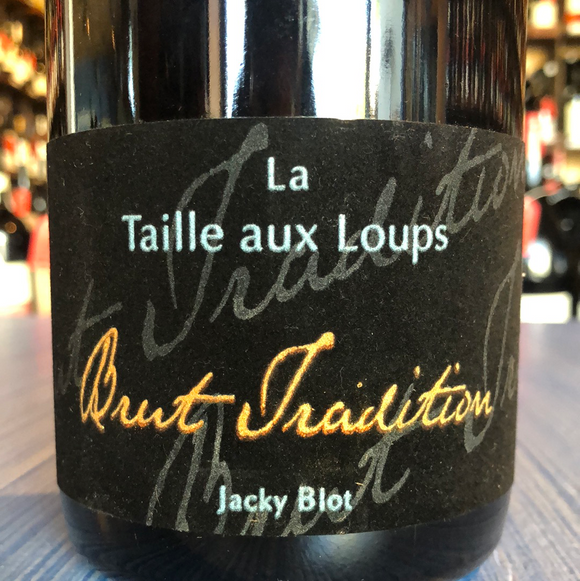 La
Taille aux Loups
Brut Tradition
Jacky Blot